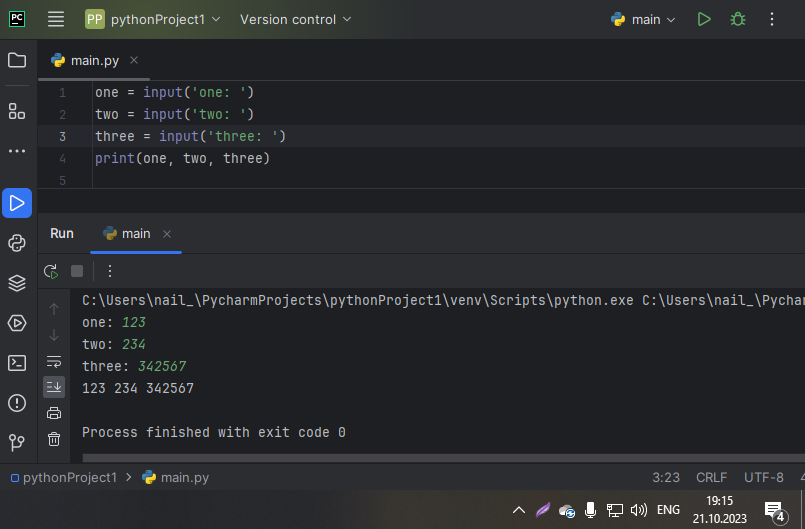 PC
PP pythonProject1 Version control main
main.py
1 one = input('one: ')
2 two = input('two: ')
3 three = input('three: ')
4 print(one, two, three)
5
Run main
C:\Users\nail_\PycharmProjects\pythonProject1\venv\Scripts\python.exe C:\Users\nail_\Pychar
one: 123
two: 234
three: 342567
123 234 342567
Process finished with exit code 0
pythonProject1 main.py 3:23 CRLF UTF-8 4
ENG 19:15
21.10.2023 4